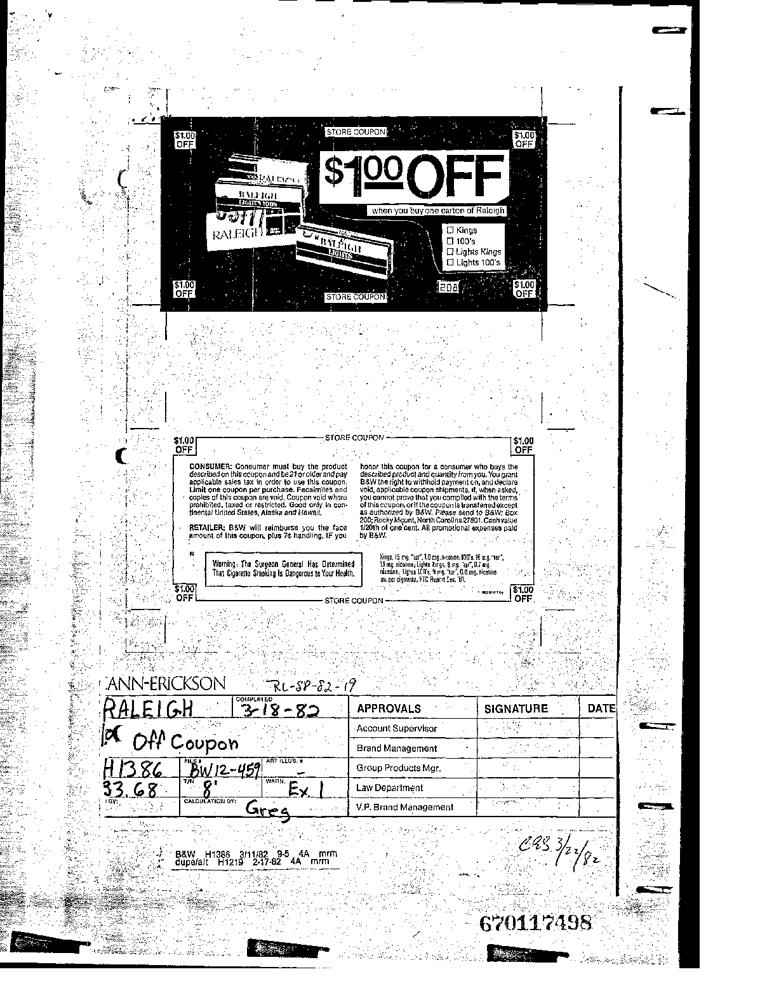 $1.00 OFF
STORE COUPON
$1.00 OFF
$1.00 OFF
when you buy one carton of Raleigh
RALEIGH
RALEIGH
LIGHTS 100's
RALEIGH
RALEIGH
LIGHTS
Kings
100's
Lights Kings
Lights 100's
208
$1.00 OFF
STORE COUPON
$1.00 OFF
$1.00 OFF
STORE COUPON
$1.00 OFF
CONSUMER: Consumer must buy the product
described on this coupon and be 21 or older and pay
applicable sales tax in order to use this coupon.
Limit one coupon per purchase. Facsimiles and
copies of this coupon are void. Coupon void where
prohibited, taxed or restricted. Good only in con-
tinental United States, Alaska and Hawaii.
RETAILER: B&W will reimburse you the face
amount of this coupon, plus 7¢ handling, IF you
honor this coupon for a consumer who buys the
described product and quantity from you. You grant
B&W the right to withhold payment on, and declare
void, applicable coupon shipments, if, when asked,
you cannot prove that you complied with the terms
of this coupon, or if the coupon is transferred except
as authorized by B&W. Please send to B&W: Box
200; Rocky Mount, North Carolina 27801. Cash value
1/20th of one cent. All promotional expenses paid
by B&W.
N
Warning: The Surgeon General Has Determined
That Cigarette Smoking Is Dangerous to Your Health.
Kings, 15 mg. "tar", 1.0 mg. nicotine; 100's, 16 mg. "tar",
1.0 mg. nicotine; Lights Kings, 9 mg. "tar", 0.7 mg.
nicotine; Lights 100's, 9 mg. "tar", 0.8 mg. nicotine
av. per cigarette, FTC Report Dec. '81.
$1.00 OFF
STORE COUPON
$1.00 OFF
ANN-ERICKSON
RL-SP-82-19
RALEIGH
COMPLETED
3-18-82
Off Coupon
H1386
FILE #
BW12-459
ART ILLUS. #
-
33.68
T/N
8'
WARN.
Ex 1
CALCULATION BY:
Greg
APPROVALS
SIGNATURE
DATE
Account Supervisor
Brand Management
Group Products Mgr.
Law Department
V.P. Brand Management
B&W H1386 3/11/82 9-5 4A mrm
dupe/alt H1219 2-17-82 4A mrm
3/22/82
670117498